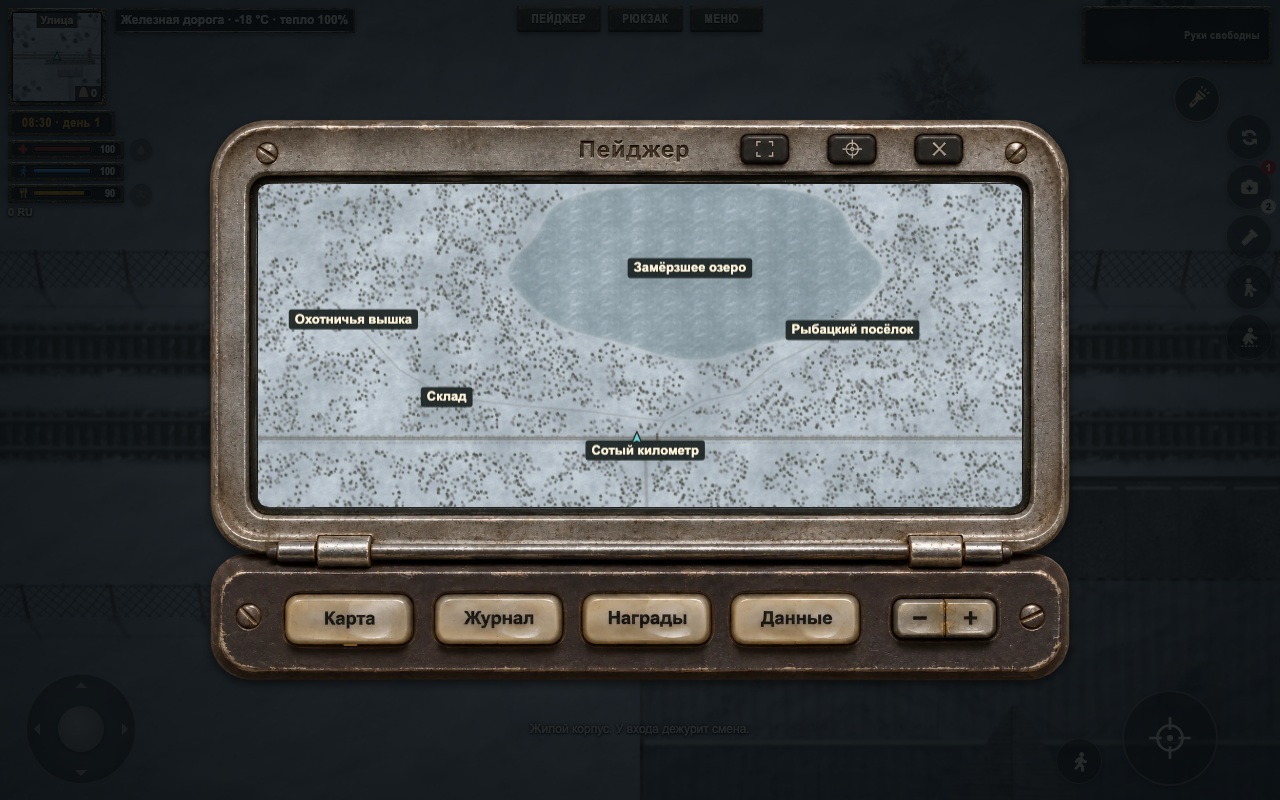 Улица
Железная дорога · -18 °C · тепло 100%
ПЕЙДЖЕР
РЮКЗАК
МЕНЮ
Руки свободны
0
08:30 · день 1
100
100
90
0 RU
1
2
Пейджер
Замёрзшее озеро
Охотничья вышка
Рыбацкий посёлок
Склад
Сотый километр
Карта
Журнал
Награды
Данные
− +
Жилой корпус. У входа дежурит смена.